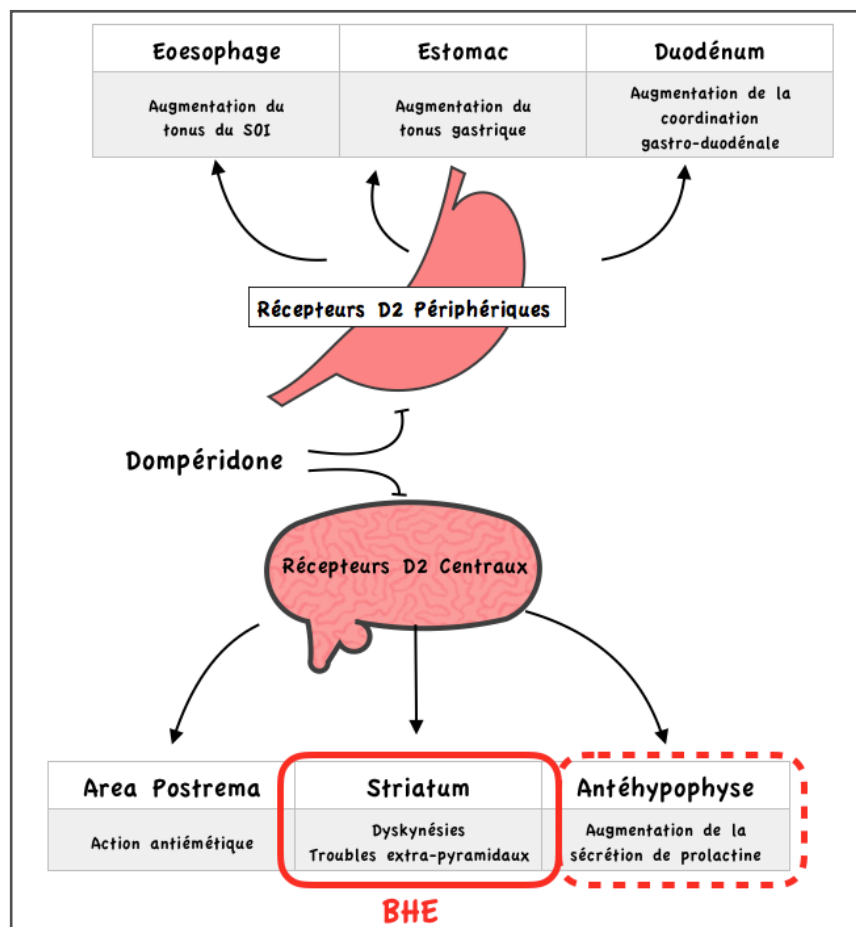 Eoesophage
Estomac
Duodénum
Augmentation du
tonus du SOI
Augmentation du
tonus gastrique
Augmentation de la
coordination
gastro-duodénale
Récepteurs D2 Périphériques
Dompéridone
Récepteurs D2 Centraux
Area Postrema
Striatum
Antéhypophyse
Action antiémétique
Dyskynésies
Troubles extra-pyramidaux
Augmentation de la
sécrétion de prolactine
BHE